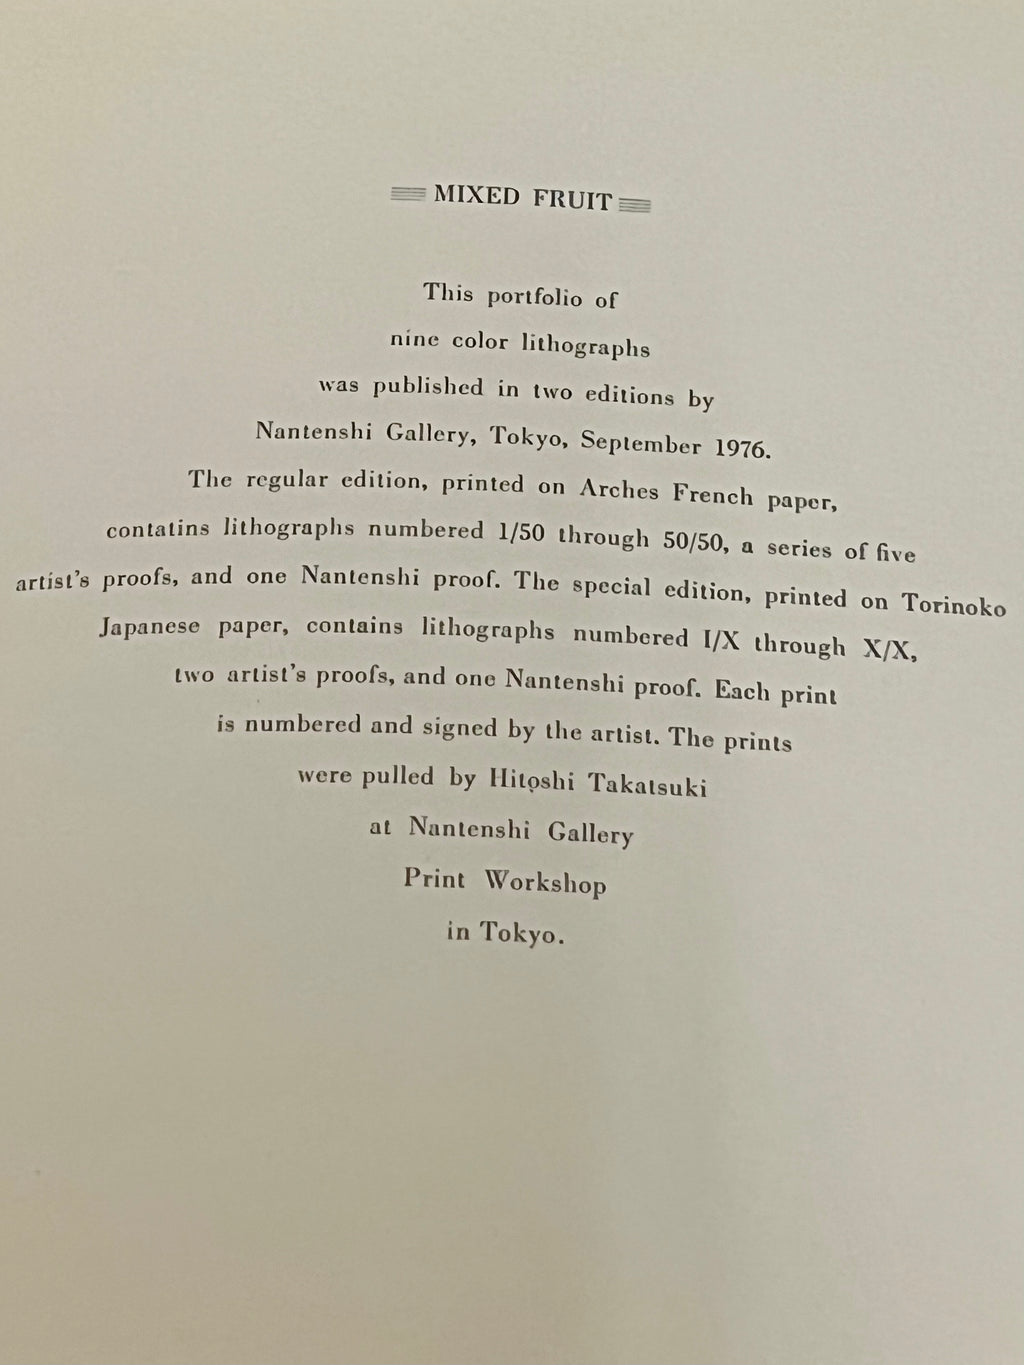 MIXED FRUIT
This portfolio of
nine color lithographs
was published in two editions by
Nantenshi Gallery, Tokyo, September 1976.
The regular edition, printed on Arches French paper,
contatins lithographs numbered 1/50 through 50/50, a series of five
artist's proofs, and one Nantenshi proof. The special edition, printed on Torinoko
Japanese paper, contains lithographs numbered I/X through X/X,
two artist's proofs, and one Nantenshi proof. Each print
is numbered and signed by the artist. The prints
were pulled by Hitoshi Takatsuki
at Nantenshi Gallery
Print Workshop
in Tokyo.